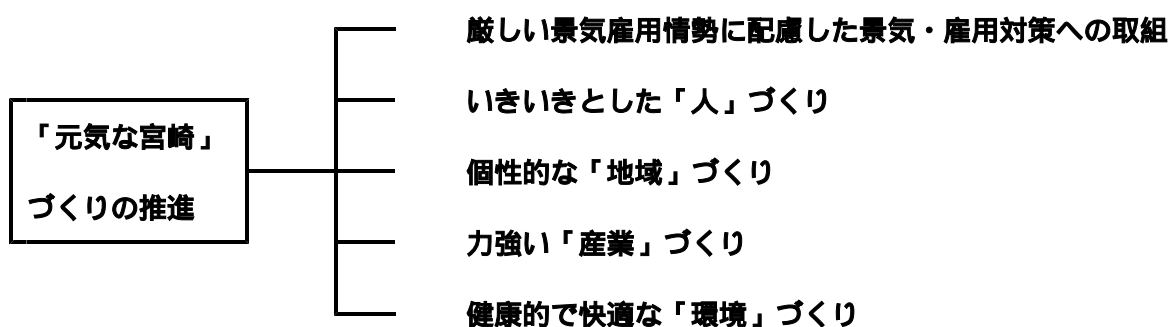 「元気な宮崎」
づくりの推進
厳しい景気雇用情勢に配慮した景気・雇用対策への取組
いきいきとした「人」づくり
個性的な「地域」づくり
力強い「産業」づくり
健康的で快適な「環境」づくり